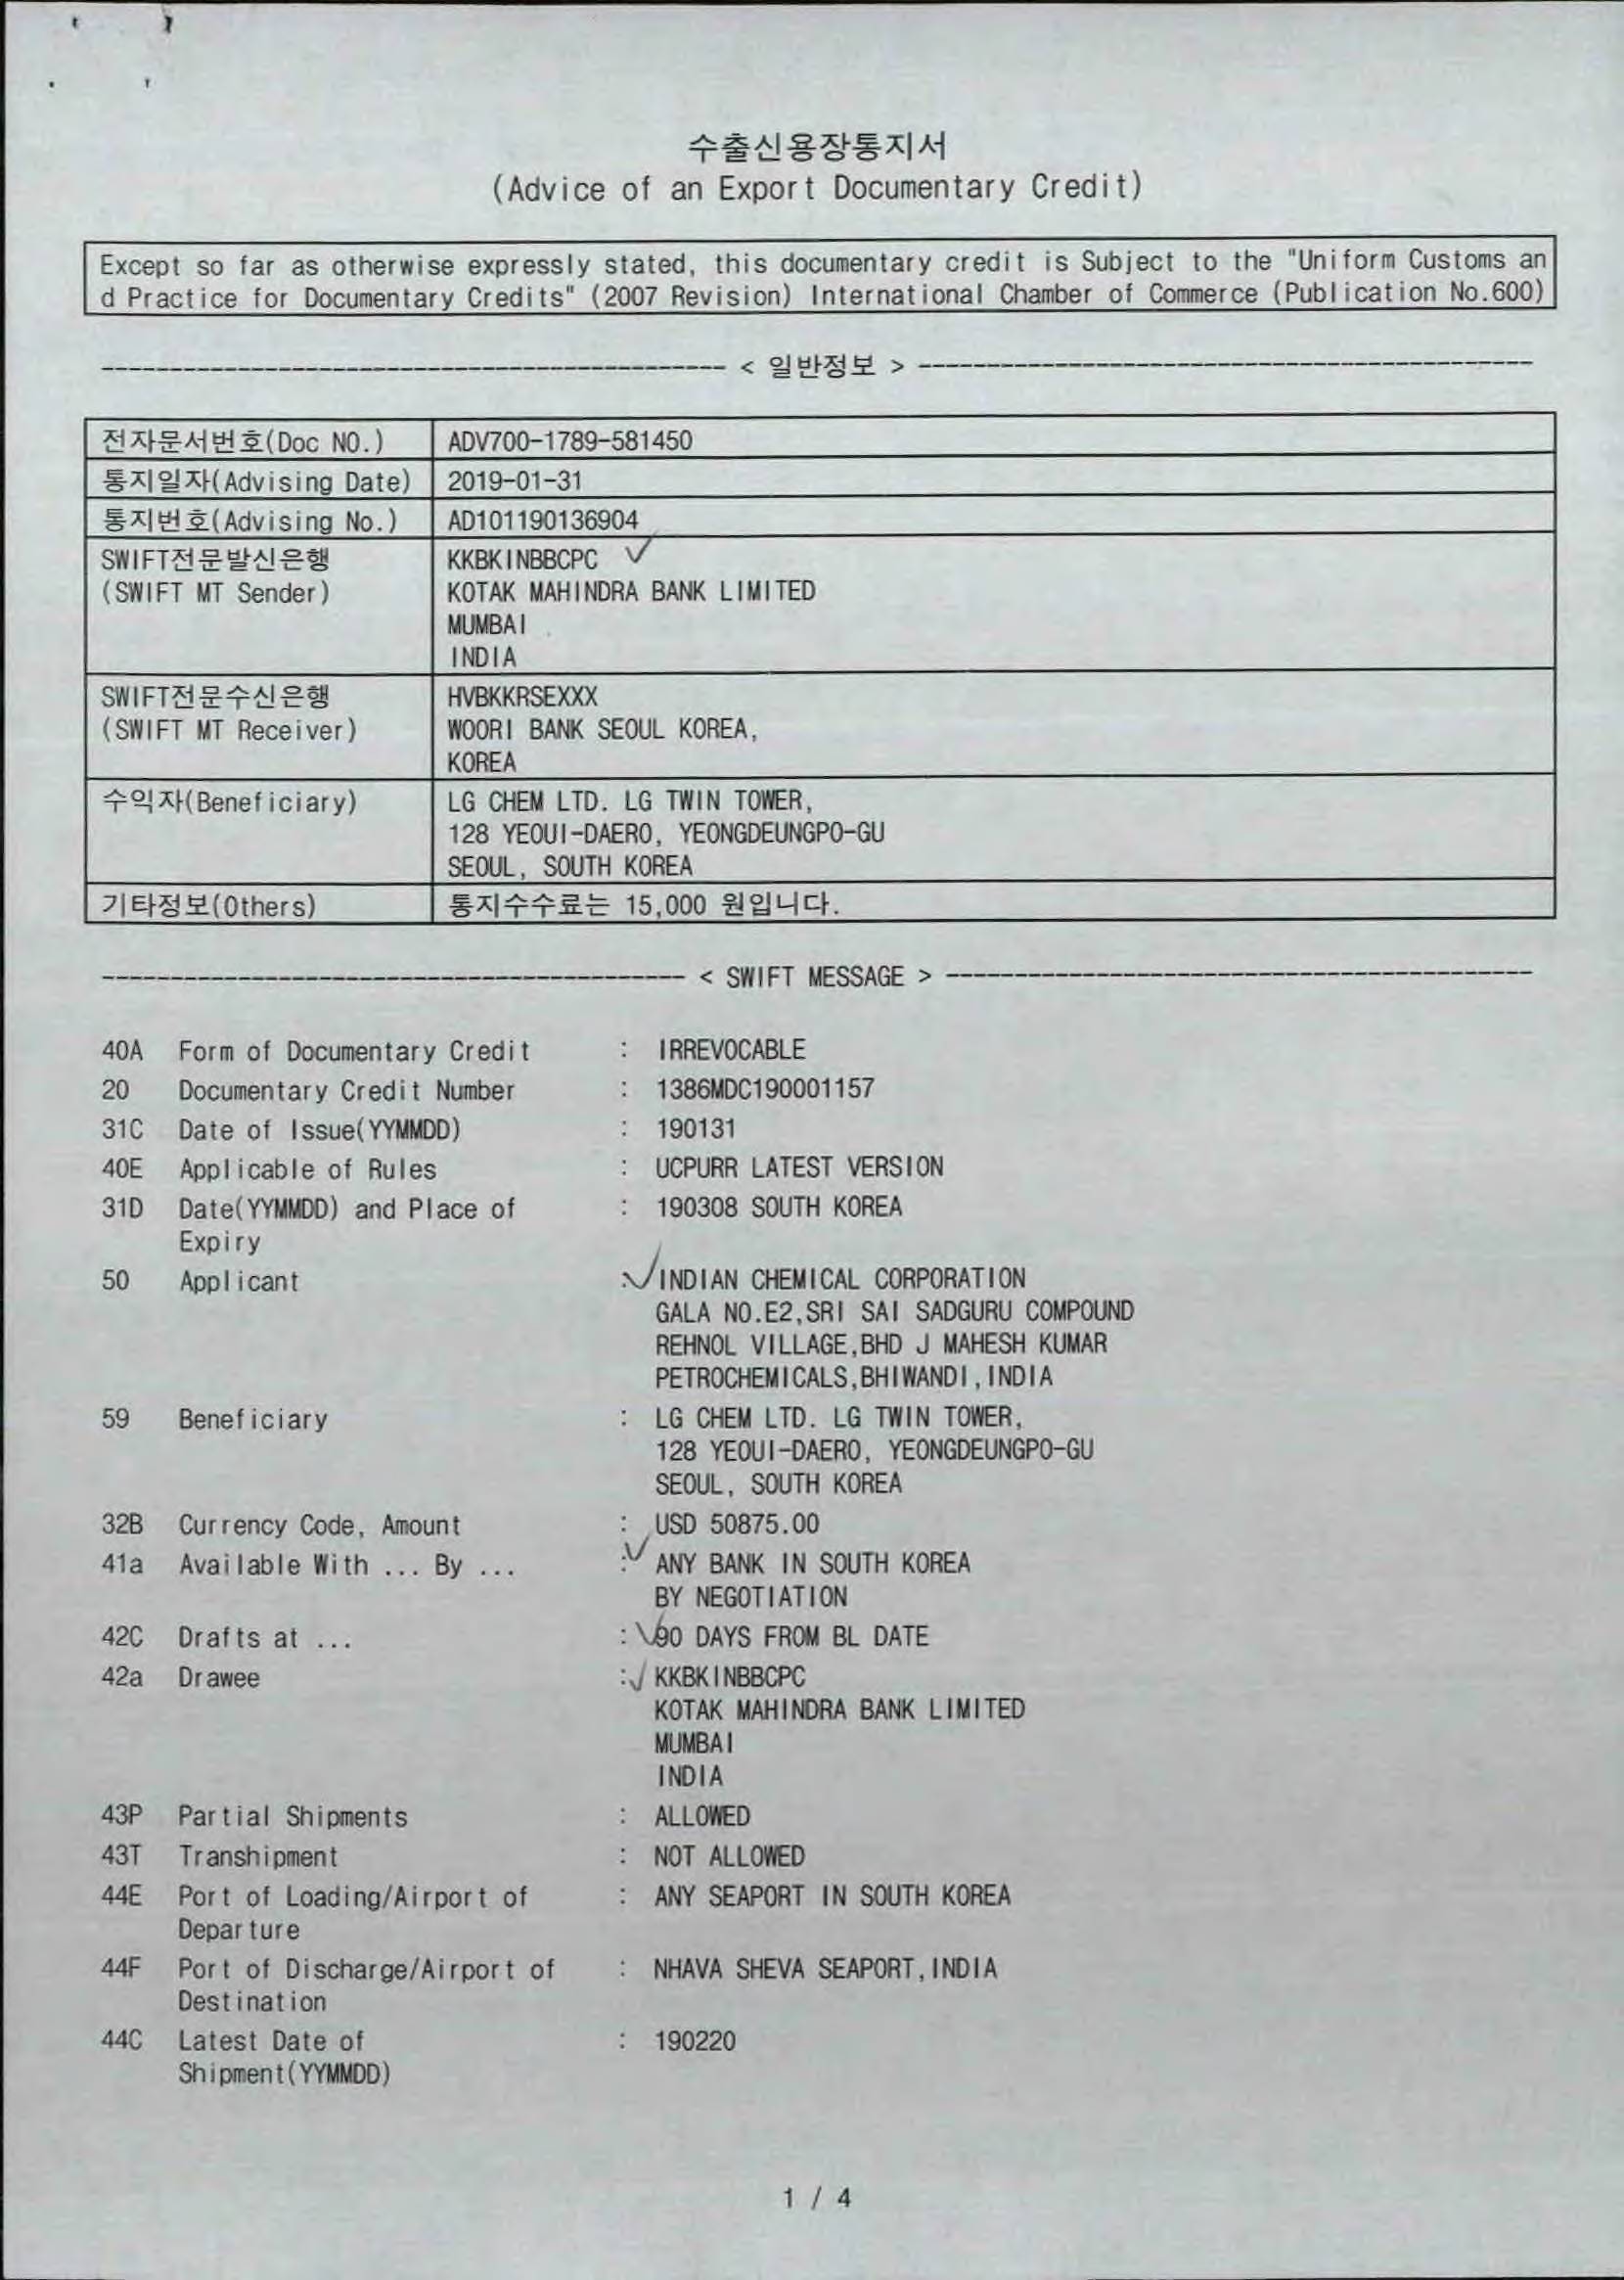 수출신용장통지서
(Advice of an Export Documentary Credit)
Except so far as otherwise expressly stated, this documentary credit is Subject to the "Uniform Customs an
d Practice for Documentary Credits" (2007 Revision) International Chamber of Commerce (Publication No.600)
< 일반정보 >
전자문서번호(Doc NO.) ADV700-1789-581450
통지일자(Advising Date) 2019-01-31
통지번호(Advising No.) AD101190136904
SWIFT전문발신은행 KKBKINBBCPC
(SWIFT MT Sender) KOTAK MAHINDRA BANK LIMITED
MUMBAI
INDIA
SWIFT전문수신은행 HVBKKRSEXXX
(SWIFT MT Receiver) WOORI BANK SEOUL KOREA,
KOREA
수익자(Beneficiary) LG CHEM LTD. LG TWIN TOWER,
128 YEOUI-DAERO, YEONGDEUNGPO-GU
SEOUL, SOUTH KOREA
기타정보(Others) 통지수수료는 15,000 원입니다.
< SWIFT MESSAGE >
40A Form of Documentary Credit : IRREVOCABLE
20 Documentary Credit Number : 1386MDC190001157
31C Date of Issue(YYMMDD) : 190131
40E Applicable of Rules : UCPURR LATEST VERSION
31D Date(YYMMDD) and Place of : 190308 SOUTH KOREA
Expiry
50 Applicant : INDIAN CHEMICAL CORPORATION
GALA NO.E2,SRI SAI SADGURU COMPOUND
REHNOL VILLAGE,BHD J MAHESH KUMAR
PETROCHEMICALS,BHIWANDI,INDIA
59 Beneficiary : LG CHEM LTD. LG TWIN TOWER,
128 YEOUI-DAERO, YEONGDEUNGPO-GU
SEOUL, SOUTH KOREA
32B Currency Code, Amount : USD 50875.00
41a Available With ... By ... : ANY BANK IN SOUTH KOREA
BY NEGOTIATION
42C Drafts at ... : 90 DAYS FROM BL DATE
42a Drawee : KKBKINBBCPC
KOTAK MAHINDRA BANK LIMITED
MUMBAI
INDIA
43P Partial Shipments : ALLOWED
43T Transhipment : NOT ALLOWED
44E Port of Loading/Airport of : ANY SEAPORT IN SOUTH KOREA
Departure
44F Port of Discharge/Airport of : NHAVA SHEVA SEAPORT,INDIA
Destination
44C Latest Date of : 190220
Shipment(YYMMDD)
1 / 4